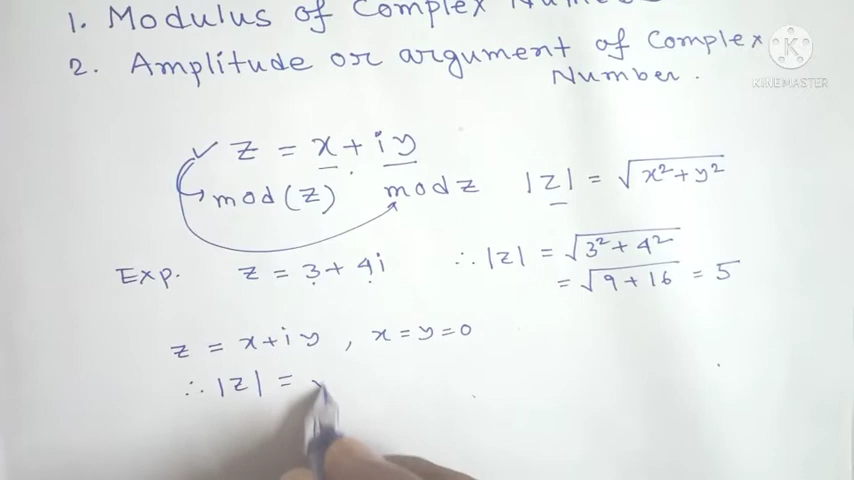 1. Modulus of Complex
2. Amplitude or argument of Complex
Number.
K
KINEMASTER
z = x + iy
mod(z) mod z |z| = √x²+y²
Exp. z = 3 + 4i ∴ |z| = √3²+4²
= √9+16 = 5
z = x+iy , x=y=0
∴ |z| =